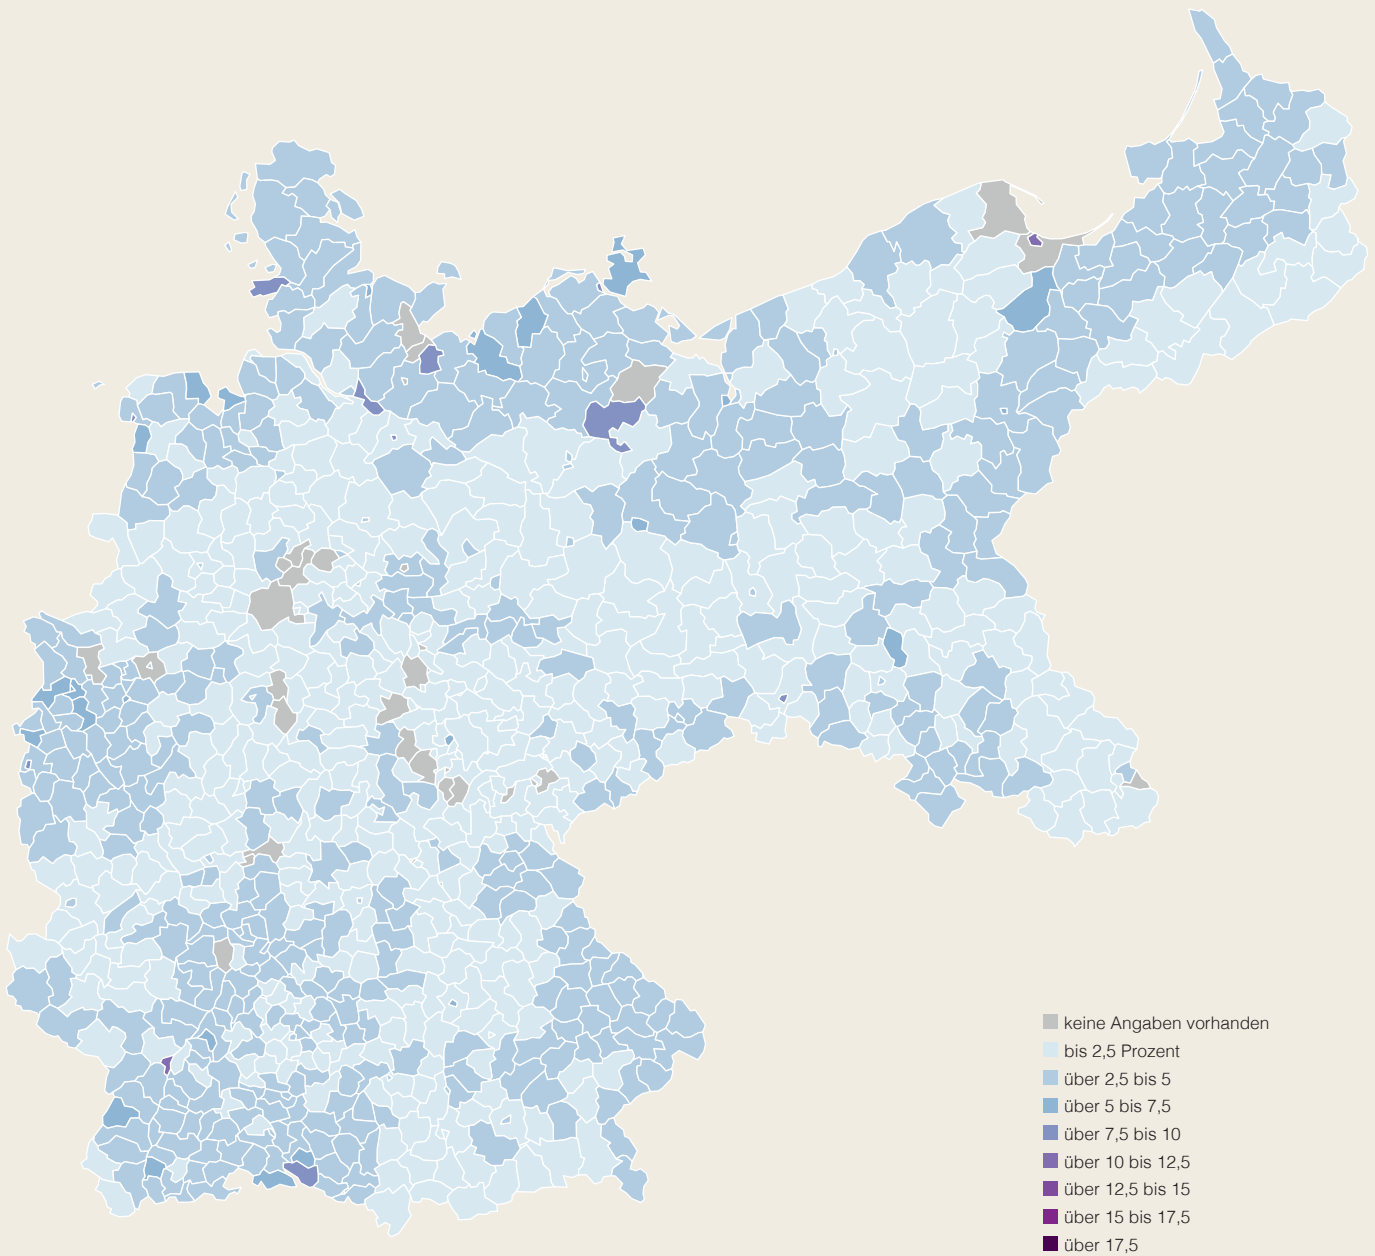 keine Angaben vorhanden
bis 2,5 Prozent
über 2,5 bis 5
über 5 bis 7,5
über 7,5 bis 10
über 10 bis 12,5
über 12,5 bis 15
über 15 bis 17,5
über 17,5